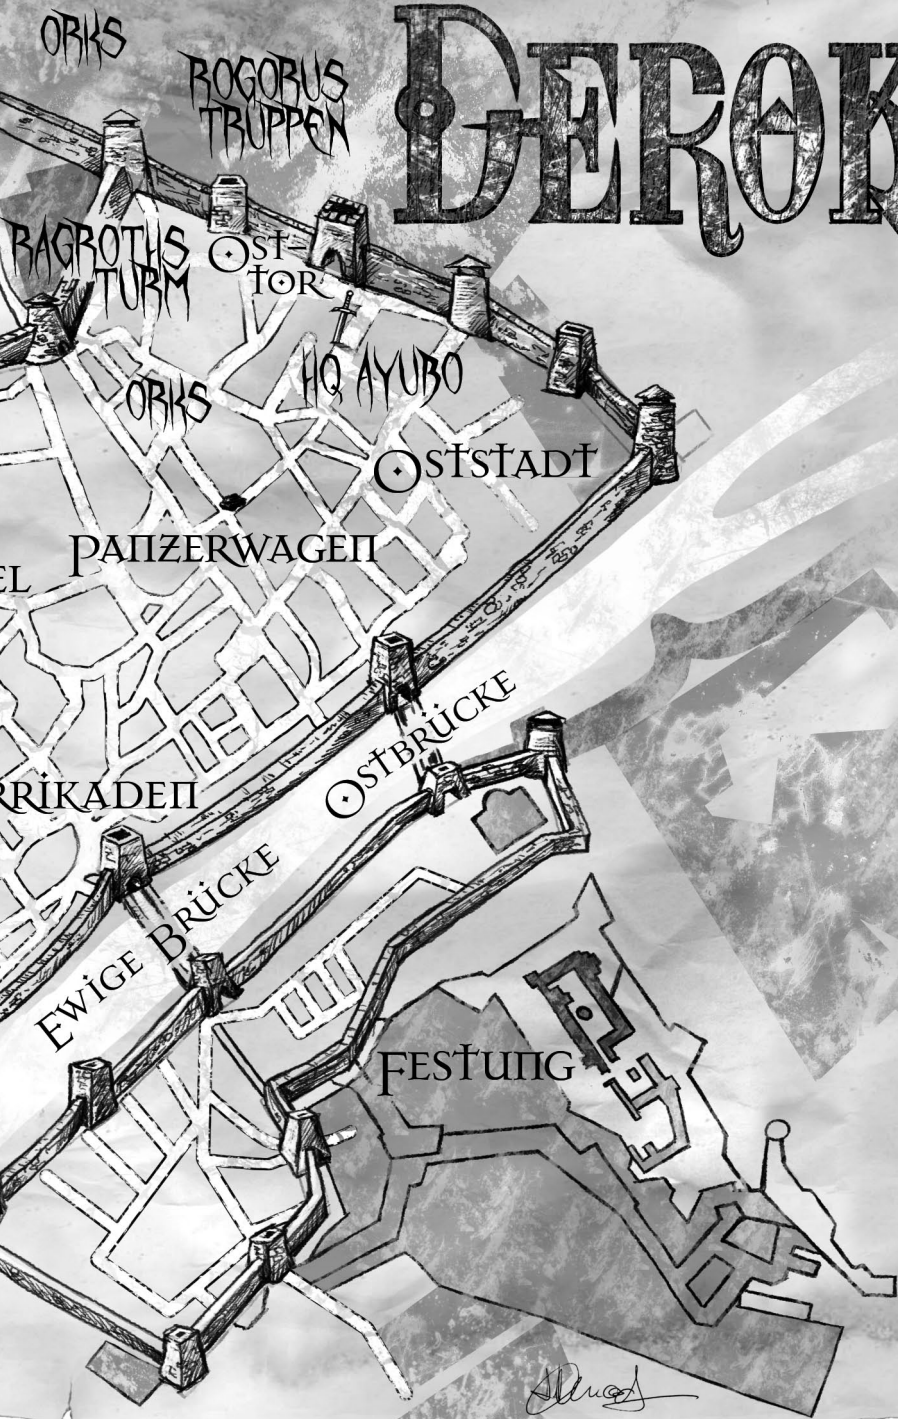 ORKS
ROGORUS
TRUPPEN
DEROK
RAGROTHS
TURM
OST-
TOR
HQ AYUBO
ORKS
OSTSTADT
PANZERWAGEN
EL
OSTBRÜCKE
RRIKADEN
EWIGE BRÜCKE
FESTUNG